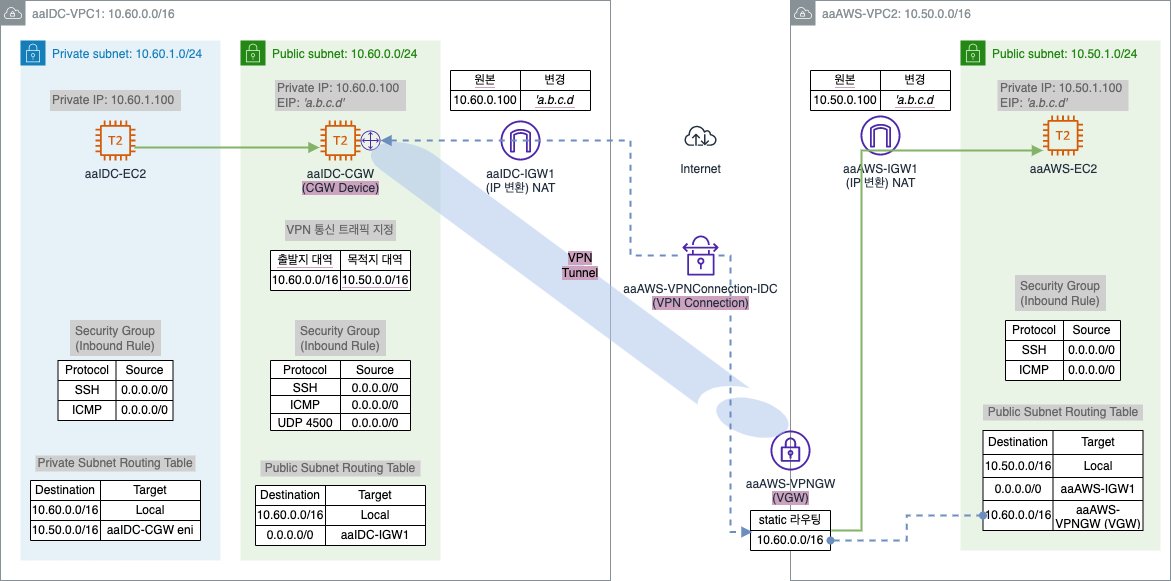 aaIDC-VPC1: 10.60.0.0/16
Private subnet: 10.60.1.0/24
Private IP: 10.60.1.100
T2
aaIDC-EC2
Security Group
(Inbound Rule)
Protocol Source
SSH 0.0.0.0/0
ICMP 0.0.0.0/0
Private Subnet Routing Table
Destination Target
10.60.0.0/16 Local
10.50.0.0/16 aaIDC-CGW eni
Public subnet: 10.60.0.0/24
Private IP: 10.60.0.100
EIP: 'a.b.c.d'
T2
aaIDC-CGW
(CGW Device)
VPN 통신 트래픽 지정
출발지 대역 목적지 대역
10.60.0.0/16 10.50.0.0/16
Security Group
(Inbound Rule)
Protocol Source
SSH 0.0.0.0/0
ICMP 0.0.0.0/0
UDP 4500 0.0.0.0/0
Public Subnet Routing Table
Destination Target
10.60.0.0/16 Local
0.0.0.0/0 aaIDC-IGW1
원본 변경
10.60.0.100 'a.b.c.d
aaIDC-IGW1
(IP 변환) NAT
VPN
Tunnel
Internet
aaAWS-VPNConnection-IDC
(VPN Connection)
aaAWS-VPC2: 10.50.0.0/16
원본 변경
10.50.0.100 'a.b.c.d
aaAWS-IGW1
(IP 변환) NAT
aaAWS-VPNGW
(VGW)
static 라우팅
10.60.0.0/16
Public subnet: 10.50.1.0/24
Private IP: 10.50.1.100
EIP: 'a.b.c.d'
T2
aaAWS-EC2
Security Group
(Inbound Rule)
Protocol Source
SSH 0.0.0.0/0
ICMP 0.0.0.0/0
Public Subnet Routing Table
Destination Target
10.50.0.0/16 Local
0.0.0.0/0 aaAWS-IGW1
10.60.0.0/16 aaAWS-
VPNGW (VGW)